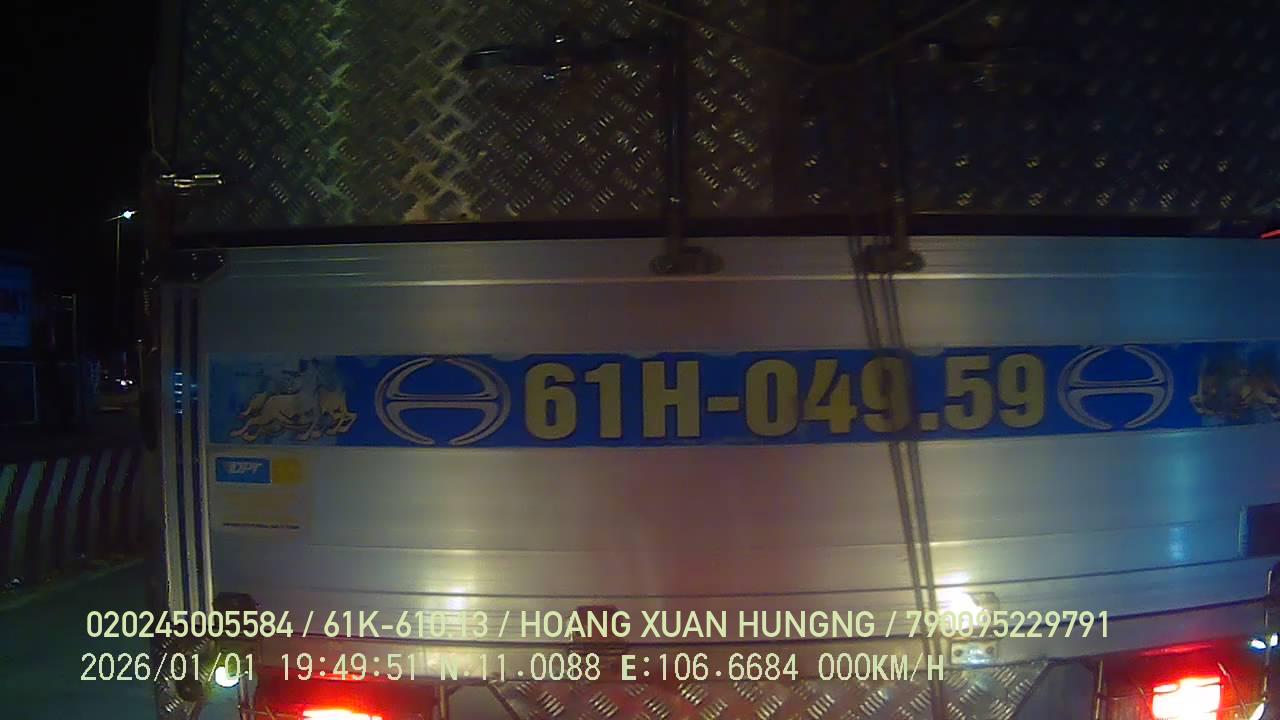 61H-049.59
DPT
020245005584 / 61K-610.13 / HOANG XUAN HUNGNG / 790095229791
2026/01/01 19:49:51 N:11.0088 E:106.6684 000KM/H